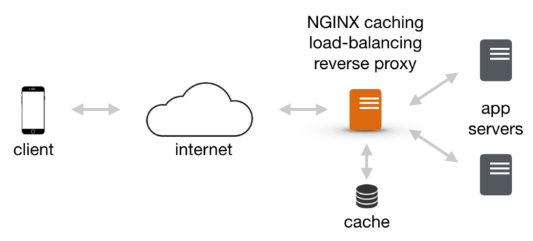 NGINX caching
load-balancing
reverse proxy
client
internet
app
servers
cache